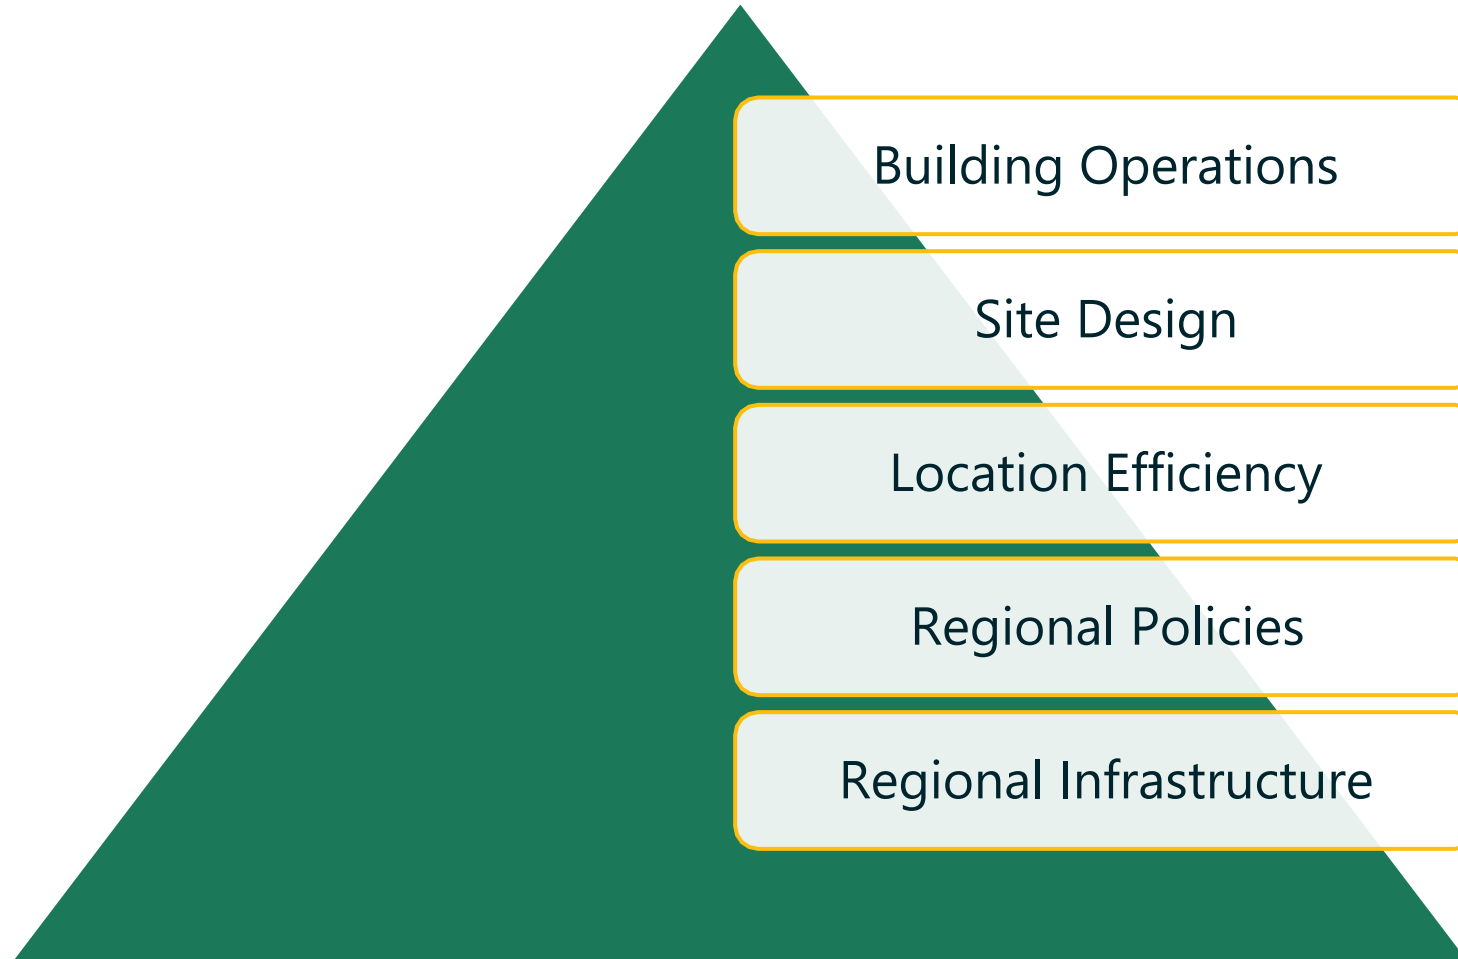 Building Operations
Site Design
Location Efficiency
Regional Policies
Regional Infrastructure